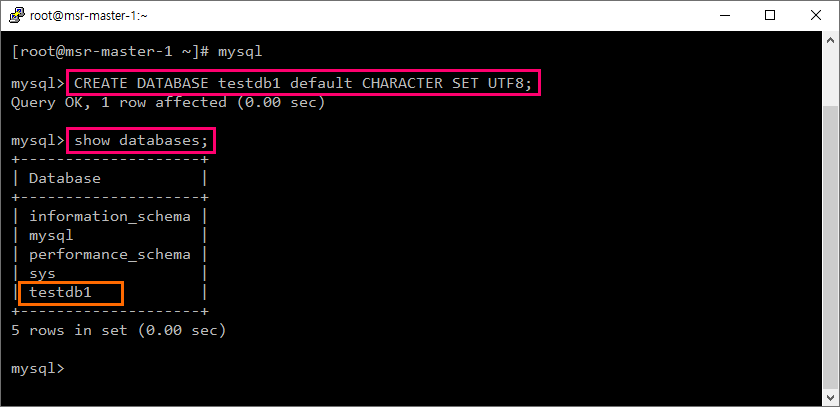 root@msr-master-1:~
[root@msr-master-1 ~]# mysql
mysql> CREATE DATABASE testdb1 default CHARACTER SET UTF8;
Query OK, 1 row affected (0.00 sec)
mysql> show databases;
+--------------------+
| Database           |
+--------------------+
| information_schema |
| mysql              |
| performance_schema |
| sys                |
| testdb1            |
+--------------------+
5 rows in set (0.00 sec)
mysql>